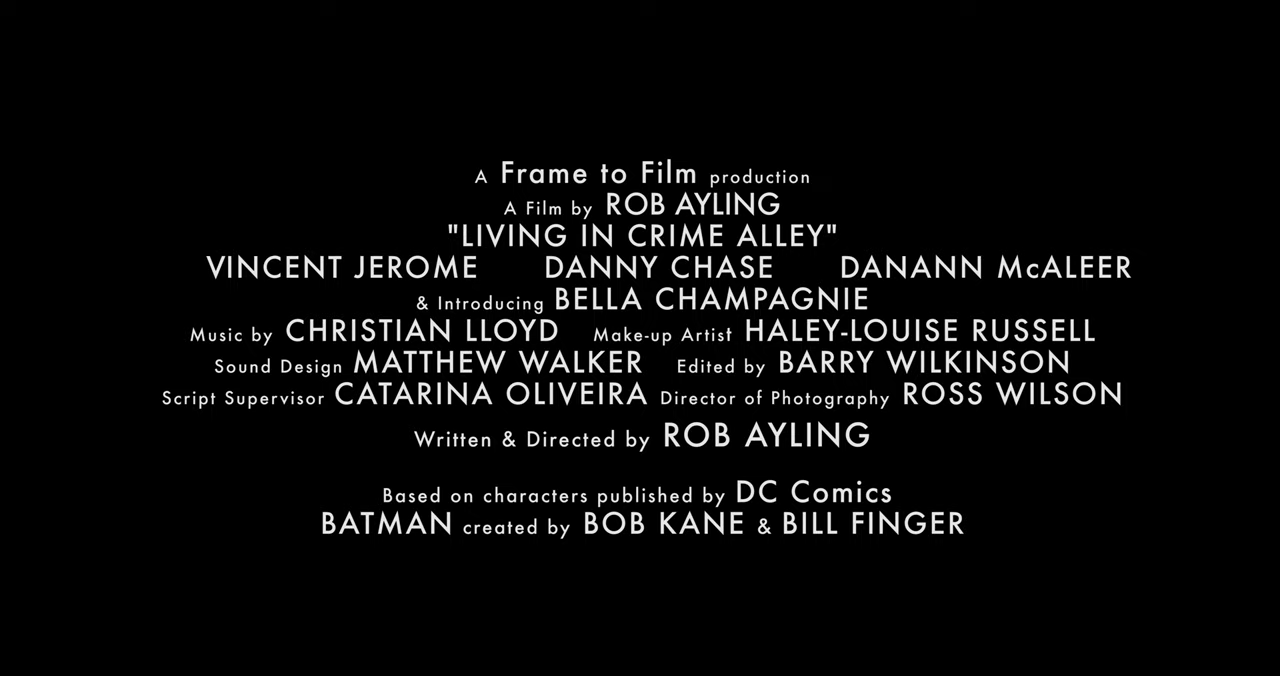 A Frame to Film production
A Film by ROB AYLING
"LIVING IN CRIME ALLEY"
VINCENT JEROME DANNY CHASE DANANN McALEER
& Introducing BELLA CHAMPAGNIE
Music by CHRISTIAN LLOYD Make-up Artist HALEY-LOUISE RUSSELL
Sound Design MATTHEW WALKER Edited by BARRY WILKINSON
Script Supervisor CATARINA OLIVEIRA Director of Photography ROSS WILSON
Written & Directed by ROB AYLING
Based on characters published by DC Comics
BATMAN created by BOB KANE & BILL FINGER